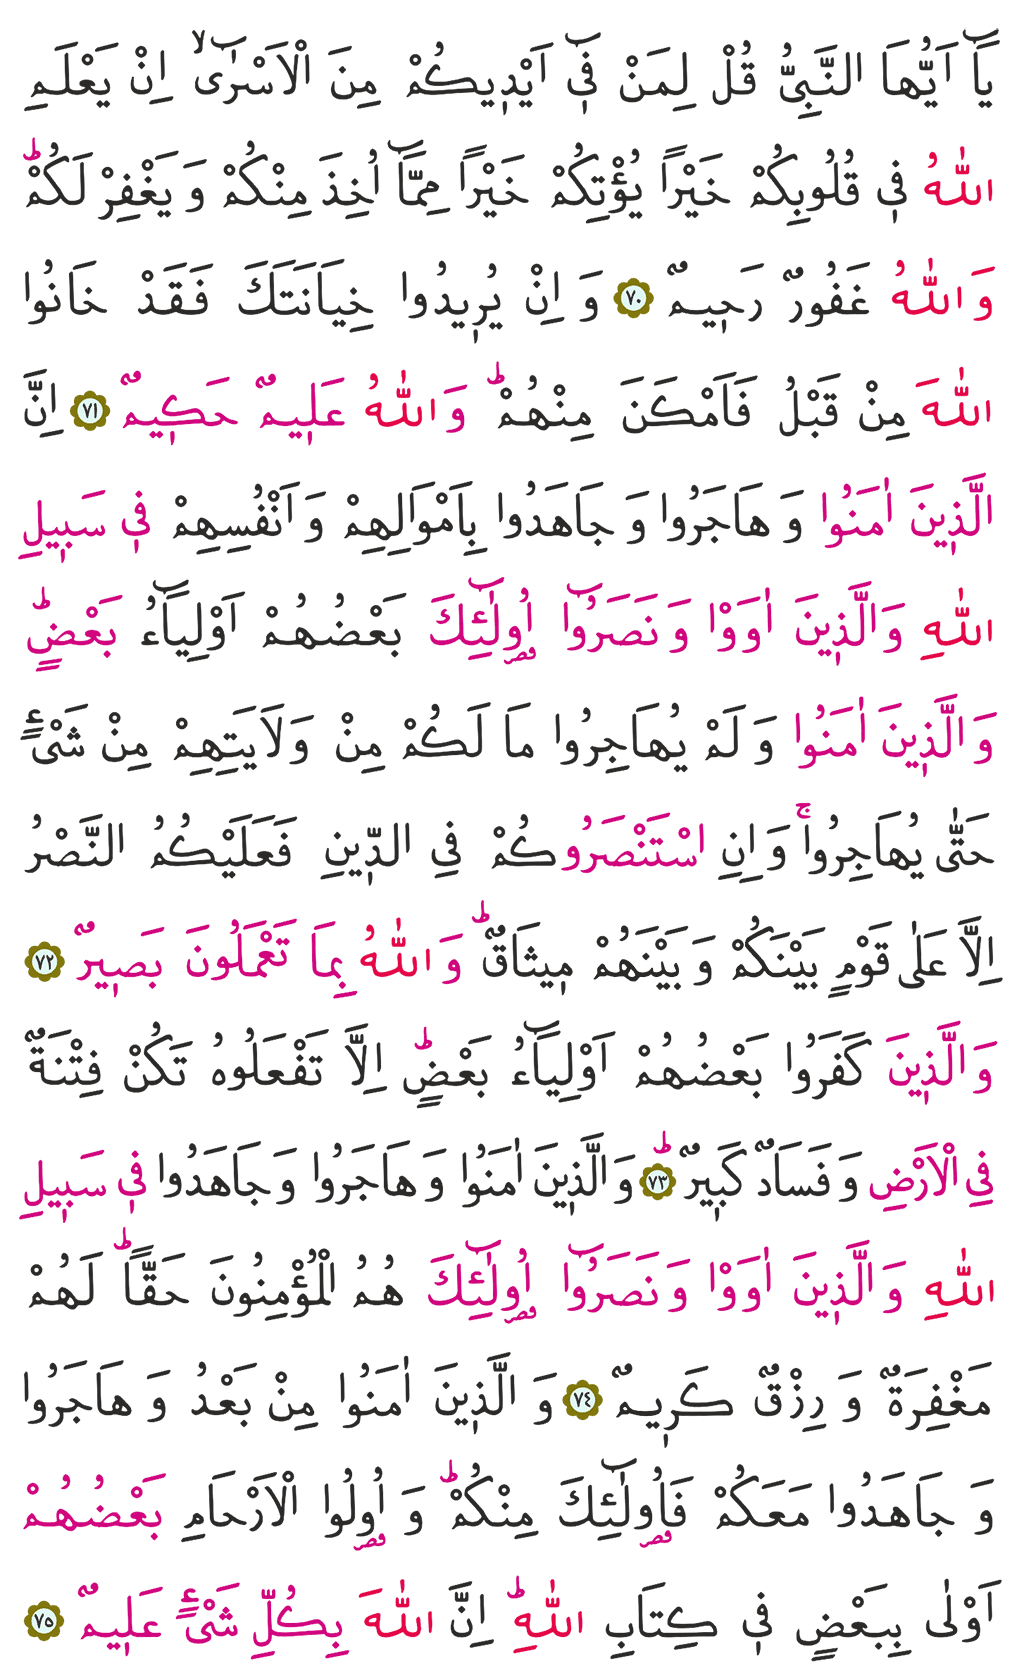 يَٓا اَيُّهَا النَّبِىُّ قُلْ لِمَنْ فٖٓي اَيْدٖيكُمْ مِنَ الْاَسْرٰىۙ اِنْ يَعْلَمِ
اللّٰهُ فٖي قُلُوبِكُمْ خَيْرًا يُؤْتِكُمْ خَيْرًا مِمَّٓا اُخِذَ مِنْكُمْ وَ يَغْفِرْ لَكُمْؕ
وَ اللّٰهُ غَفُورٌ رَحٖيمٌ ﴿٧٠﴾ وَ اِنْ يُرٖيدُوا خِيَانَتَكَ فَقَدْ خَانُوا
اللّٰهَ مِنْ قَبْلُ فَاَمْكَنَ مِنْهُمْؕ وَ اللّٰهُ عَلٖيمٌ حَكٖيمٌ ﴿٧١﴾ اِنَّ
الَّذٖينَ اٰمَنُوا وَ هَاجَرُوا وَ جَاهَدُوا بِاَمْوَالِهِمْ وَ اَنْفُسِهِمْ فٖي سَبٖيلِ
اللّٰهِ وَ الَّذٖينَ اٰوَوْا وَ نَصَرُٓوا اُو۬لٰٓئِكَ بَعْضُهُمْ اَوْلِيَٓاءُ بَعْضٍؕ
وَ الَّذٖينَ اٰمَنُوا وَ لَمْ يُهَاجِرُوا مَا لَكُمْ مِنْ وَلَايَتِهِمْ مِنْ شَىْءٍ
حَتّٰى يُهَاجِرُواۚ وَ اِنِ اسْتَنْصَرُوكُمْ فِي الدّٖينِ فَعَلَيْكُمُ النَّصْرُ
اِلَّا عَلٰى قَوْمٍ بَيْنَكُمْ وَ بَيْنَهُمْ مٖيثَاقٌؕ وَ اللّٰهُ بِمَا تَعْمَلُونَ بَصٖيرٌ ﴿٧٢﴾
وَ الَّذٖينَ كَفَرُوا بَعْضُهُمْ اَوْلِيَٓاءُ بَعْضٍؕ اِلَّا تَفْعَلُوهُ تَكُنْ فِتْنَةٌ
فِي الْاَرْضِ وَ فَسَادٌ كَبٖيرٌؕ ﴿٧٣﴾ وَ الَّذٖينَ اٰمَنُوا وَ هَاجَرُوا وَ جَاهَدُوا فٖي سَبٖيلِ
اللّٰهِ وَ الَّذٖينَ اٰوَوْا وَ نَصَرُٓوا اُو۬لٰٓئِكَ هُمُ الْمُؤْمِنُونَ حَقًّاؕ لَهُمْ
مَغْفِرَةٌ وَ رِزْقٌ كَرٖيمٌ ﴿٧٤﴾ وَ الَّذٖينَ اٰمَنُوا مِنْ بَعْدُ وَ هَاجَرُوا
وَ جَاهَدُوا مَعَكُمْ فَاُو۬لٰٓئِكَ مِنْكُمْؕ وَ اُو۬لُوا الْاَرْحَامِ بَعْضُهُمْ
اَوْلٰى بِبَعْضٍ فٖي كِتَابِ اللّٰهِؕ اِنَّ اللّٰهَ بِكُلِّ شَىْءٍ عَلٖيمٌ ﴿٧٥﴾